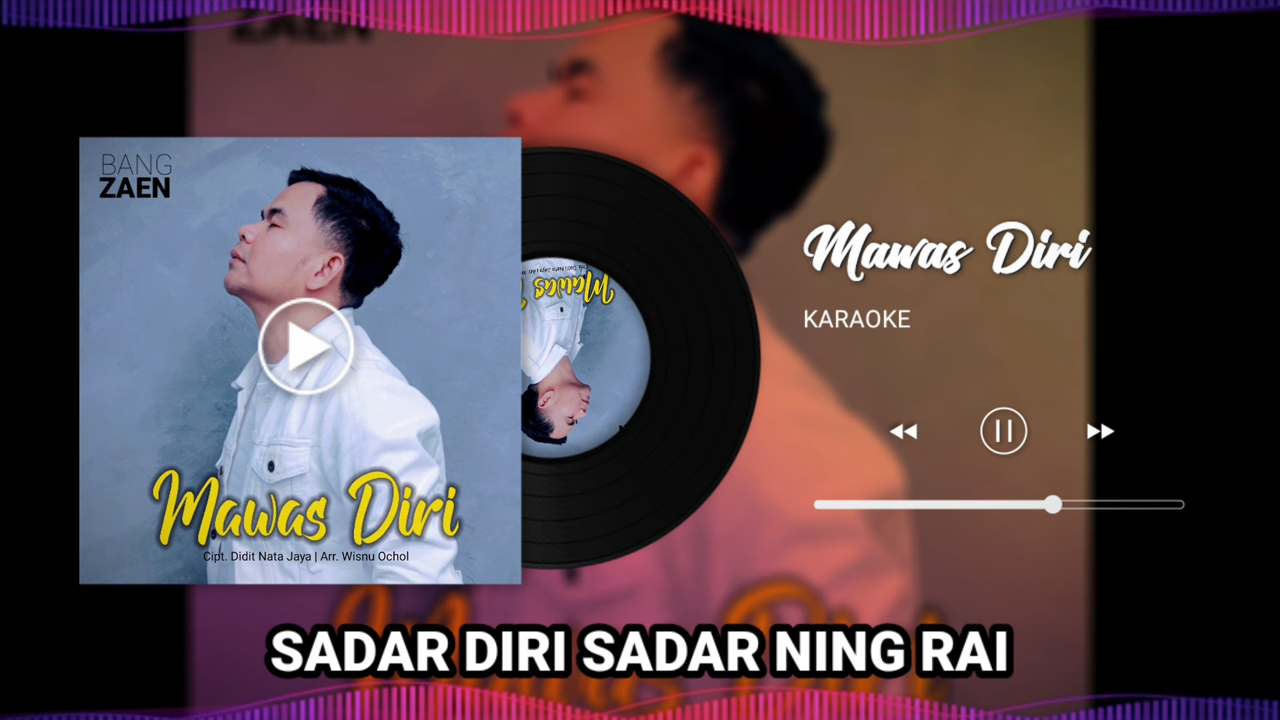 BANG
ZAEN
Mawas Diri
Cipt. Didit Nata Jaya | Arr. Wisnu Ochol
Mawas Diri
KARAOKE
SADAR DIRI SADAR NING RAI